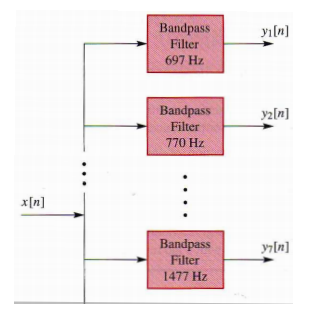 Bandpass
Filter
697 Hz
y₁[n]
Bandpass
Filter
770 Hz
y₂[n]
x[n]
Bandpass
Filter
1477 Hz
y₇[n]